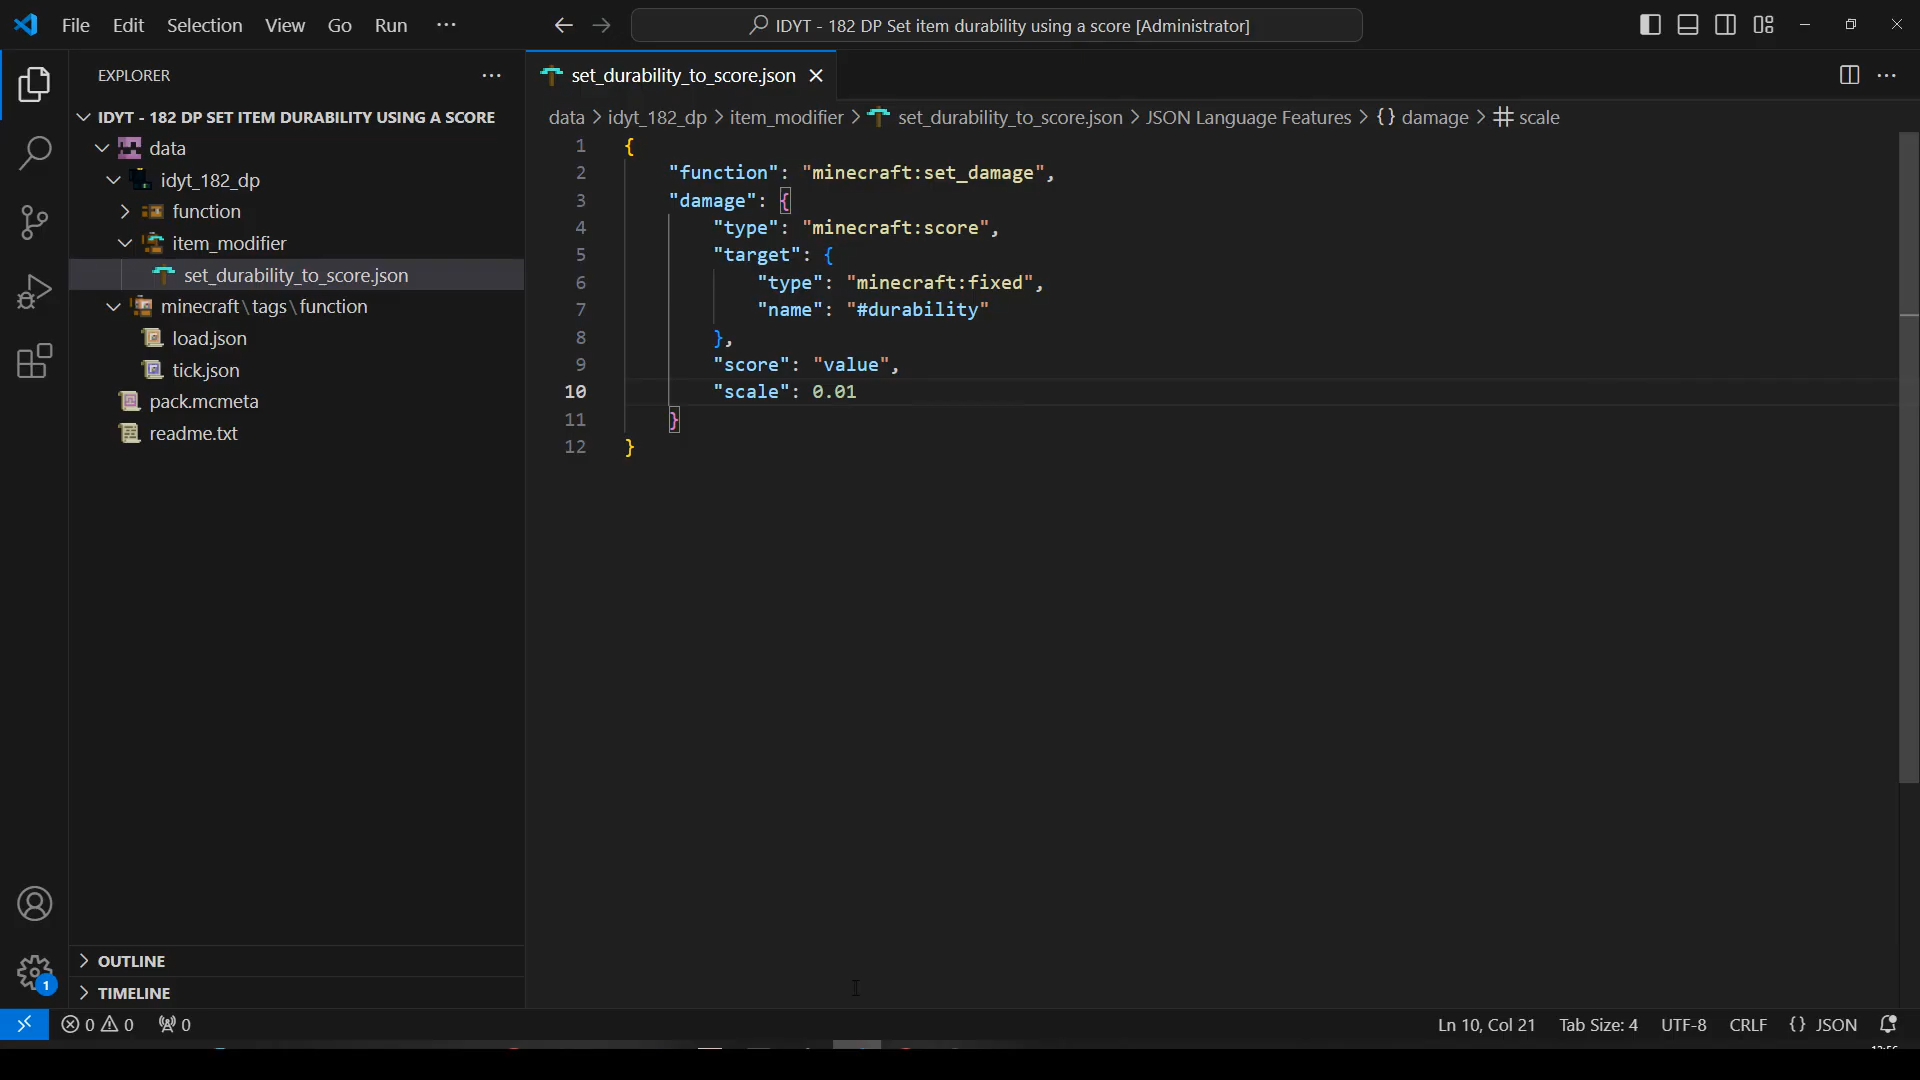 File Edit Selection View Go Run ···
IDYT - 182 DP Set item durability using a score [Administrator]
EXPLORER
IDYT - 182 DP SET ITEM DURABILITY USING A SCORE
data
idyt_182_dp
function
item_modifier
set_durability_to_score.json
minecraft\tags\function
load.json
tick.json
pack.mcmeta
readme.txt
OUTLINE
TIMELINE
set_durability_to_score.json
data > idyt_182_dp > item_modifier > set_durability_to_score.json > JSON Language Features > {} damage > # scale
1 {
2 "function": "minecraft:set_damage",
3 "damage": {
4 "type": "minecraft:score",
5 "target": {
6 "type": "minecraft:fixed",
7 "name": "#durability"
8 },
9 "score": "value",
10 "scale": 0.01
11 }
12 }
1
0 0 0 Ln 10, Col 21 Tab Size: 4 UTF-8 CRLF {} JSON